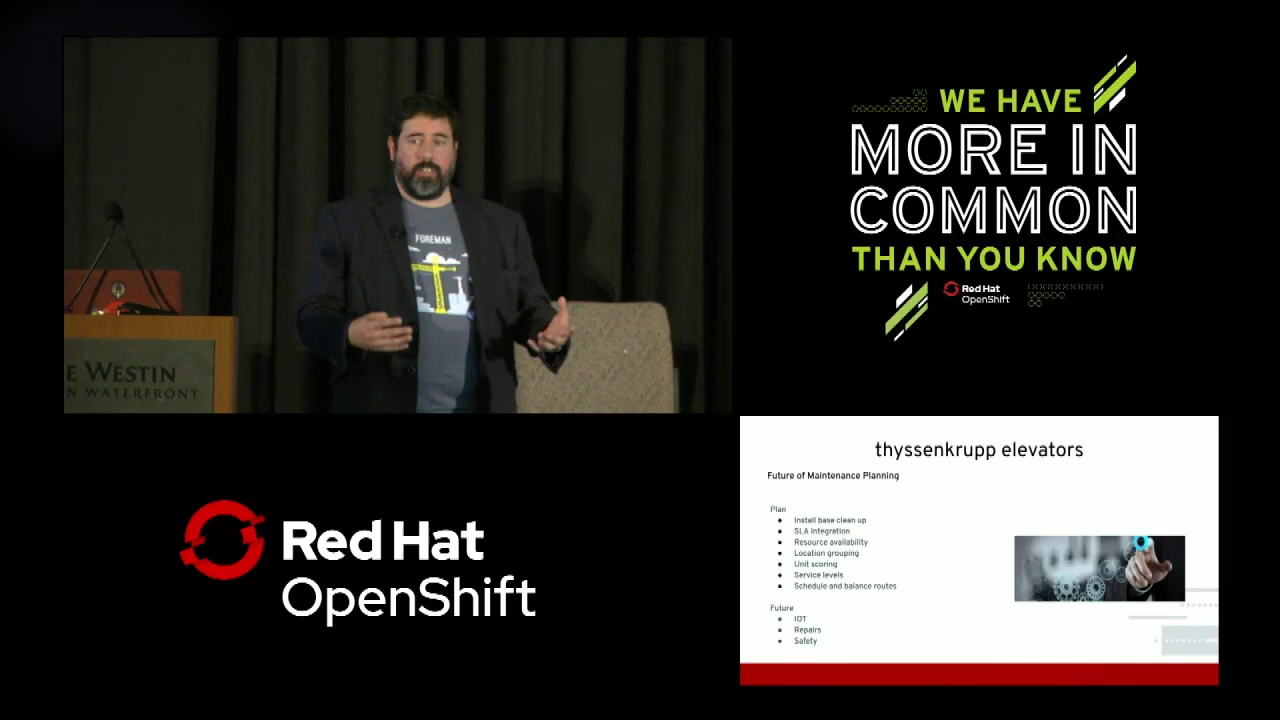 FOREMAN
E WESTIN
N WATERFRONT
WE HAVE
MORE IN
COMMON
THAN YOU KNOW
Red Hat
OpenShift
Red Hat
OpenShift
thyssenkrupp elevators
Future of Maintenance Planning
Plan
● Install base clean up
● SLA integration
● Resource availability
● Location grouping
● Unit scoring
● Service levels
● Schedule and balance routes
Future
● IOT
● Repairs
● Safety